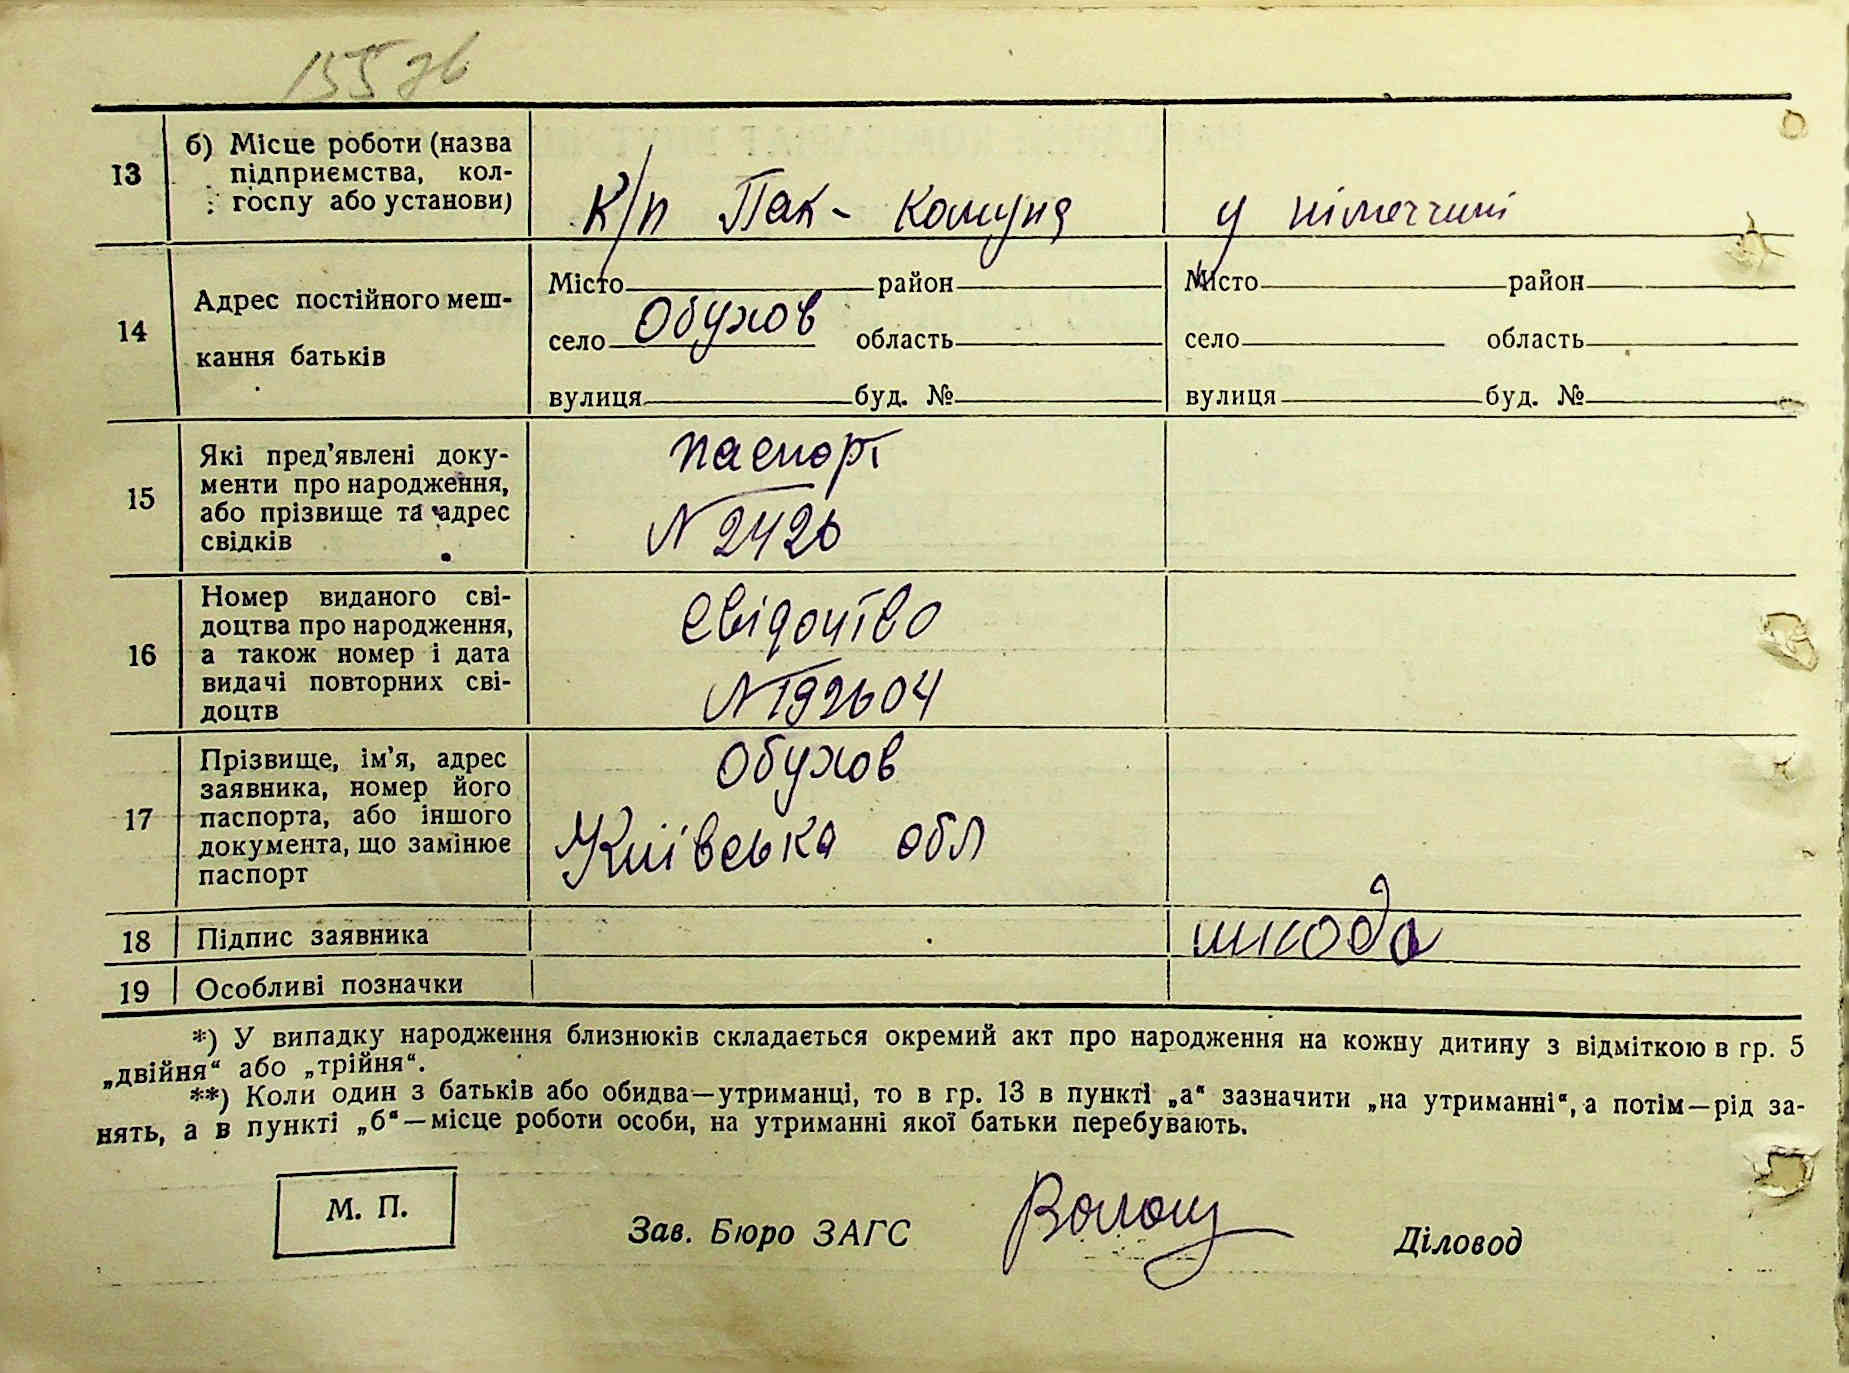 155 зв
13 б) Місце роботи (назва
підприємства, кол-
госпу або установи)
К/п Пак- Комуна у німеччині
14 Адрес постійного меш-
кання батьків
Місто район Місто район
село Обухов область село область
вулиця буд. № вулиця буд. №
15 Які пред'явлені доку-
менти про народження,
або прізвище та адрес
свідків
паспорт
N 2426
16 Номер виданого сві-
доцтва про народження,
а також номер і дата
видачі повторних сві-
доцтв
свідоцтво
N 192604
17 Прізвище, ім'я, адрес
заявника, номер його
паспорта, або іншого
документа, що замінює
паспорт
Обухов
Київська обл
18 Підпис заявника шкода
19 Особливі позначки
*) У випадку народження близнюків складається окремий акт про народження на кожну дитину з відміткою в гр. 5
„двійня“ або „трійня“.
**) Коли один з батьків або обидва—утриманці, то в гр. 13 в пункті „а“ зазначити „на утриманні“, а потім—рід за-
нять, а в пункті „б“—місце роботи особи, на утриманні якої батьки перебувають.
М. П. Зав. Бюро ЗАГС Діловод